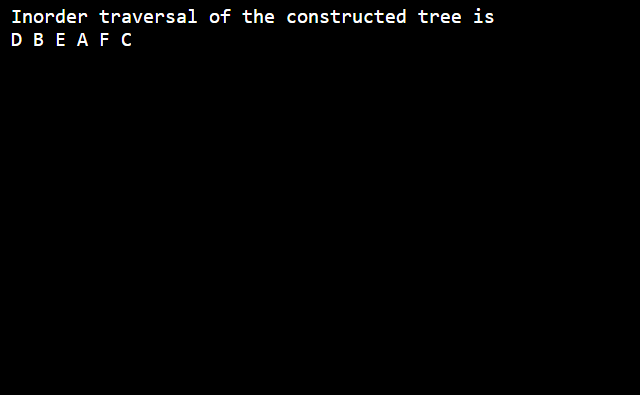 Inorder traversal of the constructed tree is
D B E A F C